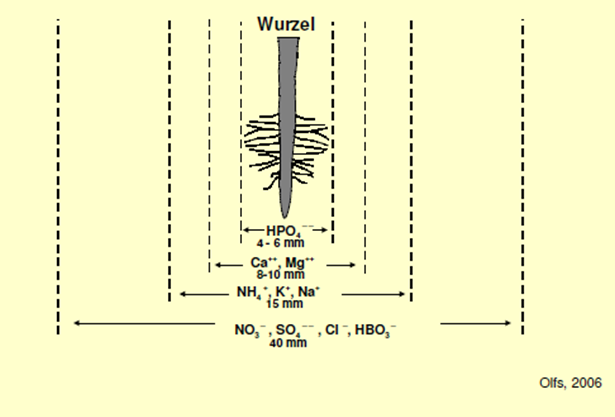 Wurzel
HPO₄⁻⁻
4 - 6 mm
Ca⁺⁺, Mg⁺⁺
8-10 mm
NH₄⁺, K⁺, Na⁺
15 mm
NO₃⁻, SO₄⁻⁻, Cl⁻, HBO₃⁻
40 mm
Olfs, 2006